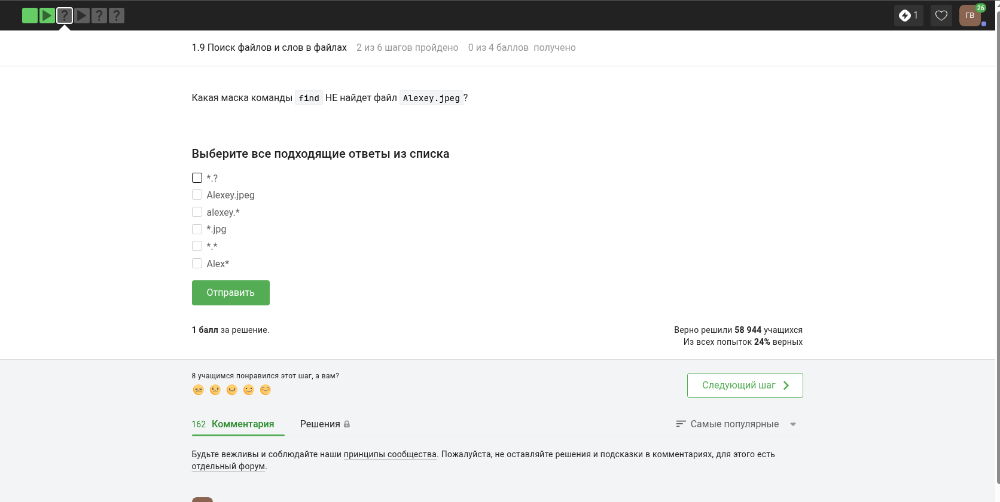 1
ГВ
26
1.9 Поиск файлов и слов в файлах 2 из 6 шагов пройдено 0 из 4 баллов получено
Какая маска команды find НЕ найдет файл Alexey.jpeg?
Выберите все подходящие ответы из списка
*.?
Alexey.jpeg
alexey.*
*.jpg
*.*
Alex*
Отправить
1 балл за решение.
Верно решили 58 944 учащихся
Из всех попыток 24% верных
8 учащимся понравился этот шаг, а вам?
Следующий шаг
162 Комментария Решения Самые популярные
Будьте вежливы и соблюдайте наши принципы сообщества. Пожалуйста, не оставляйте решения и подсказки в комментариях, для этого есть
отдельный форум.